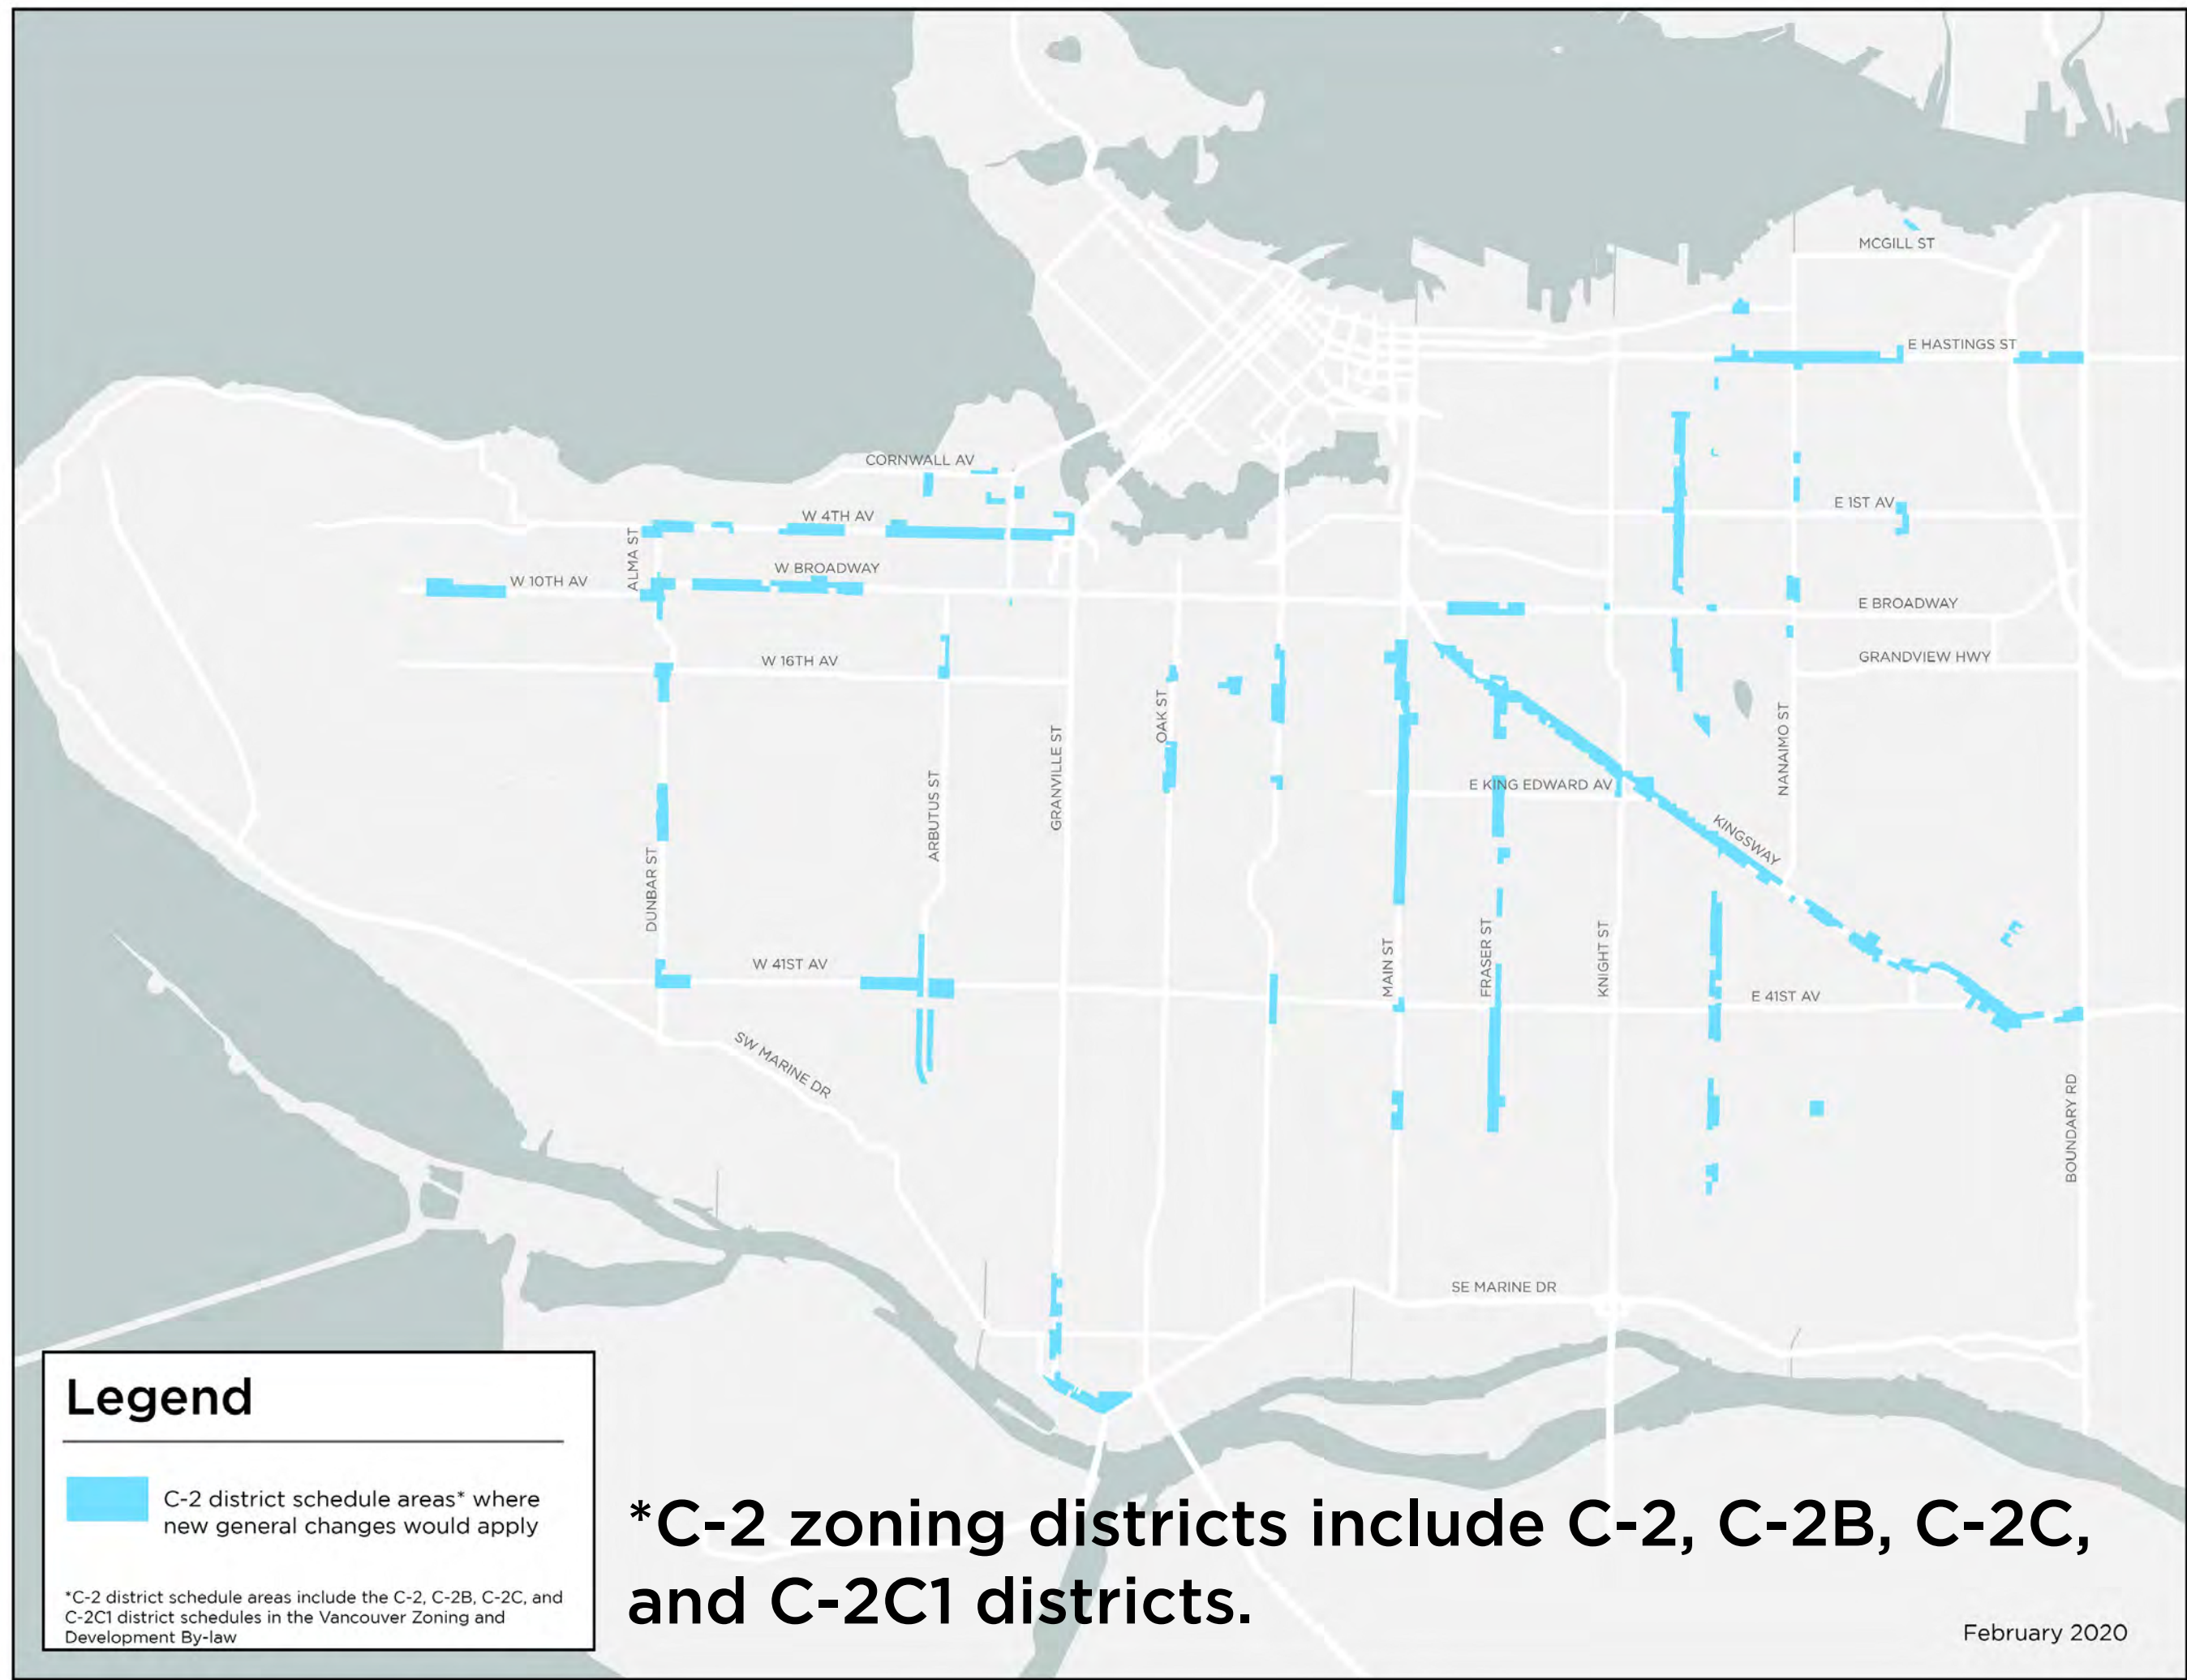 MCGILL ST
E HASTINGS ST
CORNWALL AV
E 1ST AV
W 4TH AV
ALMA ST
W BROADWAY
W 10TH AV
E BROADWAY
W 16TH AV
GRANDVIEW HWY
OAK ST
NANAIMO ST
GRANVILLE ST
ARBUTUS ST
E KING EDWARD AV
KINGSWAY
DUNBAR ST
MAIN ST
FRASER ST
KNIGHT ST
W 41ST AV
E 41ST AV
SW MARINE DR
BOUNDARY RD
SE MARINE DR
Legend
C-2 district schedule areas* where
new general changes would apply
*C-2 district schedule areas include the C-2, C-2B, C-2C, and
C-2C1 district schedules in the Vancouver Zoning and
Development By-law
*C-2 zoning districts include C-2, C-2B, C-2C,
and C-2C1 districts.
February 2020